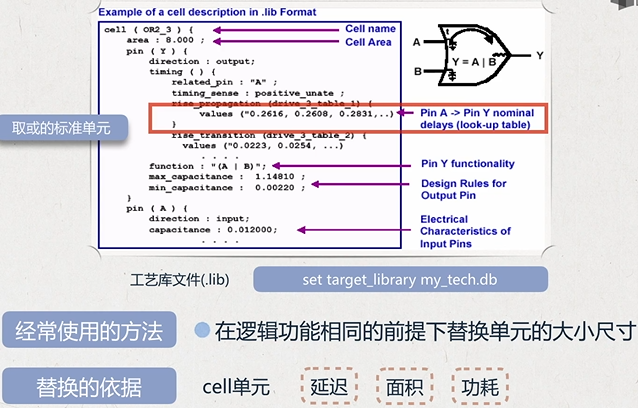 Example of a cell description in .lib Format
cell ( OR2_3 ) {
Cell name
area : 8.000 ;
Cell Area
pin ( Y ) {
direction : output;
timing ( ) {
related_pin : "A" ;
timing_sense : positive_unate ;
rise_propagation (drive_3_table_1) {
values ("0.2616, 0.2608, 0.2831,..)
Pin A -> Pin Y nominal
delays (look-up table)
}
rise_transition (drive_3_table_2) {
values ("0.0223, 0.0254, ...)
. . . .
function : "(A | B)";
Pin Y functionality
max_capacitance : 1.14810 ;
min_capacitance : 0.00220 ;
Design Rules for
Output Pin
}
pin ( A ) {
direction : input;
capacitance : 0.012000;
Electrical
Characteristics of
Input Pins
. . . .
A
B
t
Y = A | B
Y
取或的标准单元
工艺库文件(.lib)
set target_library my_tech.db
经常使用的方法
在逻辑功能相同的前提下替换单元的大小尺寸
替换的依据
cell单元
延迟
面积
功耗